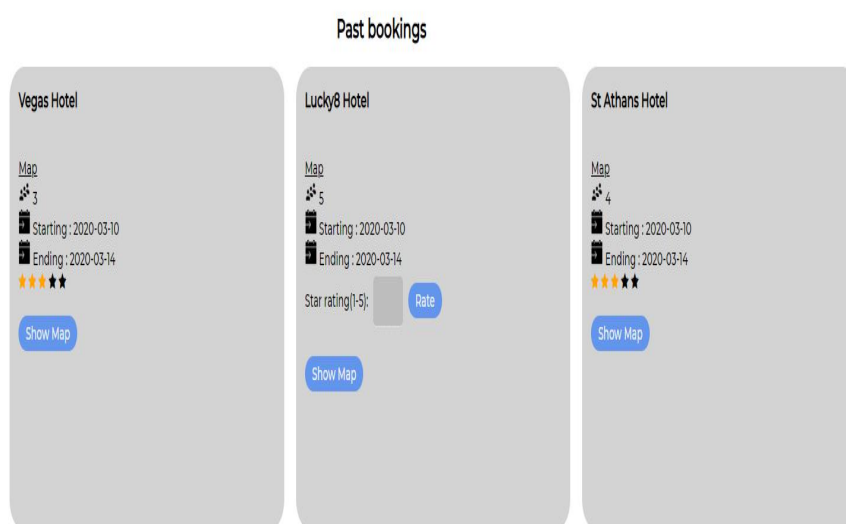 Past bookings
Vegas Hotel
Map
3
Starting : 2020-03-10
Ending : 2020-03-14
Show Map
Lucky8 Hotel
Map
5
Starting : 2020-03-10
Ending : 2020-03-14
Star rating(1-5):
Rate
Show Map
St Athans Hotel
Map
4
Starting : 2020-03-10
Ending : 2020-03-14
Show Map